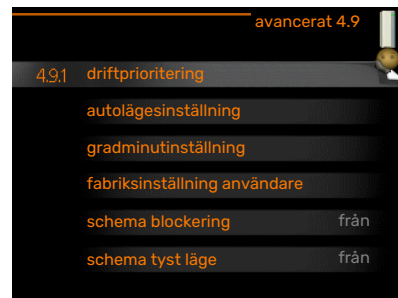 avancerat 4.9
4.9.1 driftprioritering
autolägesinställning
gradminutinställning
fabriksinställning användare
schema blockering från
schema tyst läge från